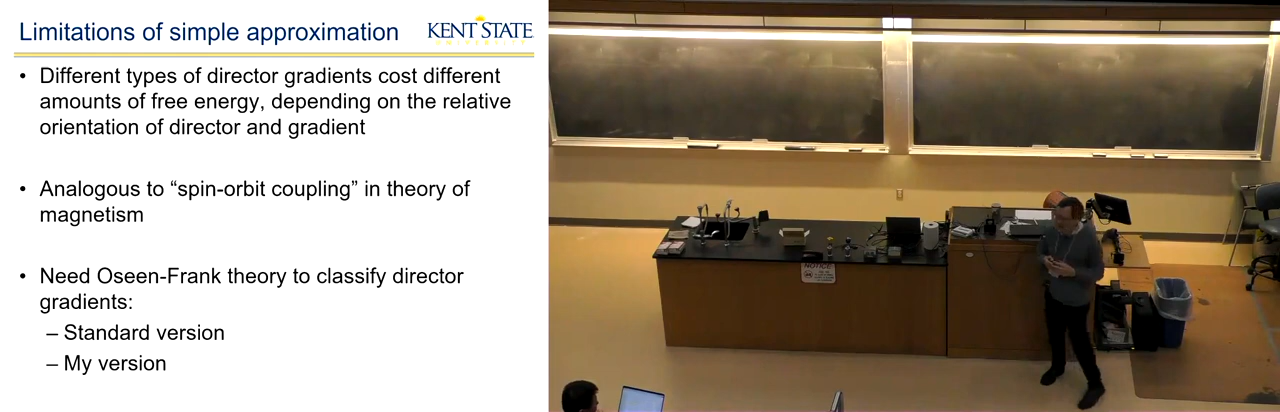 Limitations of simple approximation
KENT STATE
UNIVERSITY
• Different types of director gradients cost different
amounts of free energy, depending on the relative
orientation of director and gradient
• Analogous to “spin-orbit coupling” in theory of
magnetism
• Need Oseen-Frank theory to classify director
gradients:
– Standard version
– My version
NOTICE